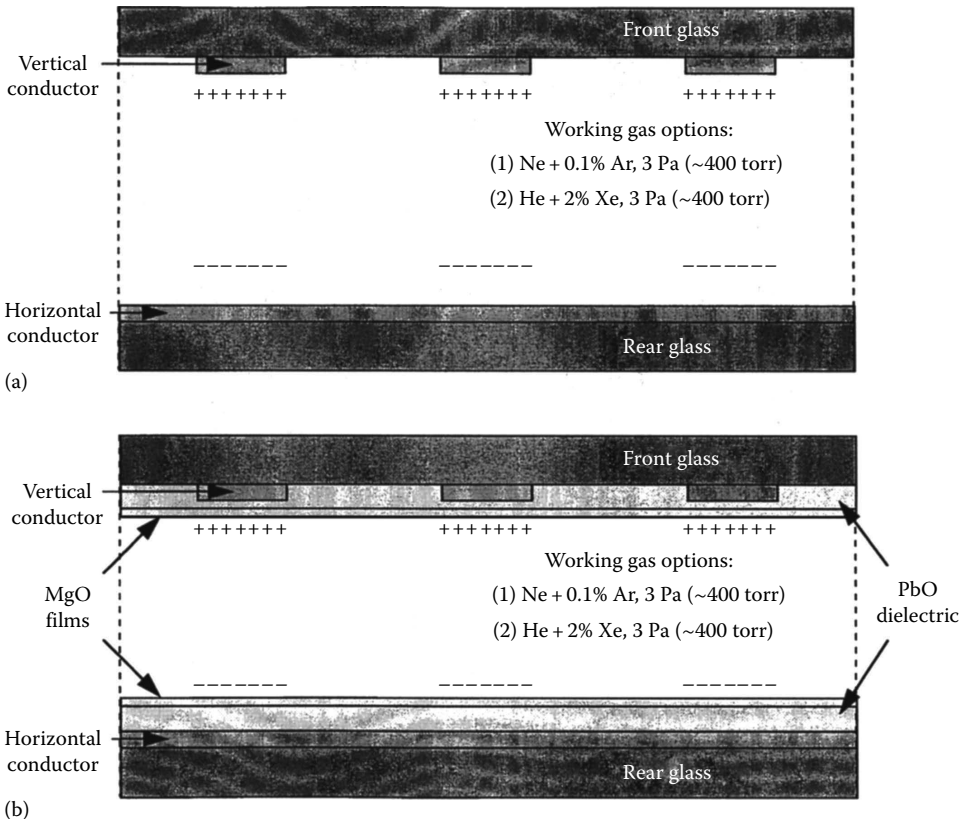 Front glass
Vertical
conductor
+++++++ +++++++ +++++++
Working gas options:
(1) Ne + 0.1% Ar, 3 Pa (~400 torr)
(2) He + 2% Xe, 3 Pa (~400 torr)
− − − − − − − − − − − − − − − − − − − − −
Horizontal
conductor
Rear glass
(a)
Front glass
Vertical
conductor
+++++++ +++++++ +++++++
MgO
films
Working gas options:
(1) Ne + 0.1% Ar, 3 Pa (~400 torr)
(2) He + 2% Xe, 3 Pa (~400 torr)
PbO
dielectric
− − − − − − − − − − − − − − − − − − − − −
Horizontal
conductor
Rear glass
(b)